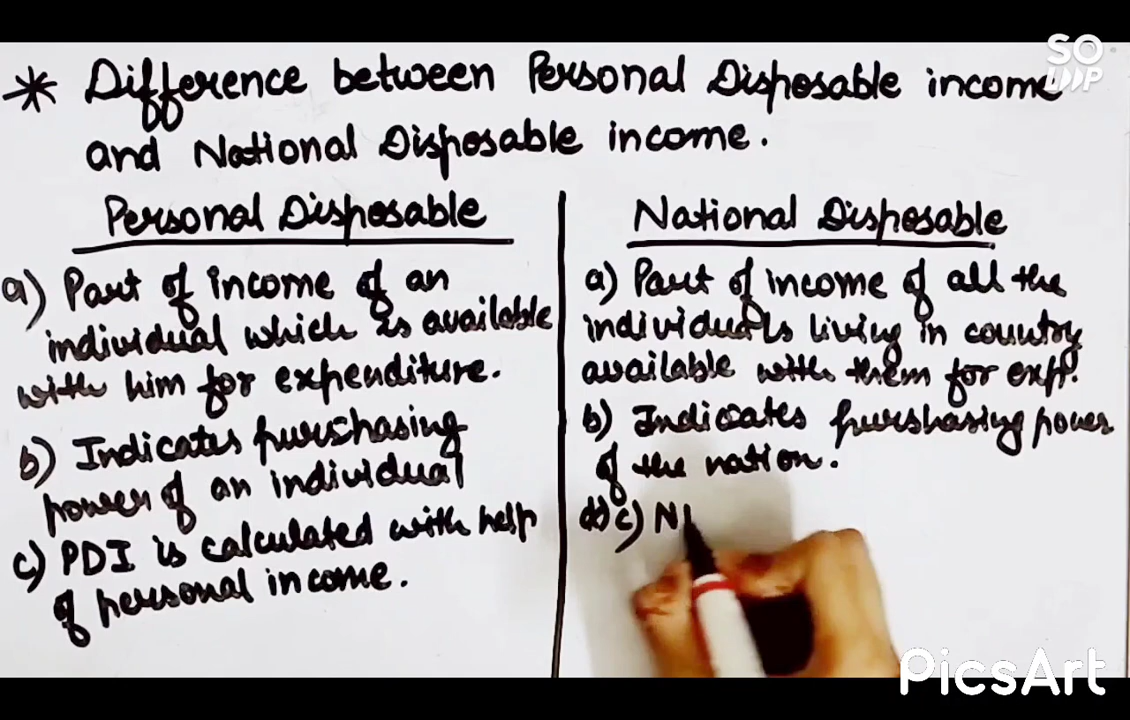 * Difference between Personal Disposable income
and National Disposable income.
Personal Disposable
a) Part of income of an
individual which is available
with him for expenditure.
b) Indicates purshasing
power of an individual
c) PDI is calculated with help
of personal income.
National Disposable
a) Part of income of all the
individuals living in country
available with them for exp.
b) Indicates purshasing power
of the nation.
c) N
PicsArt